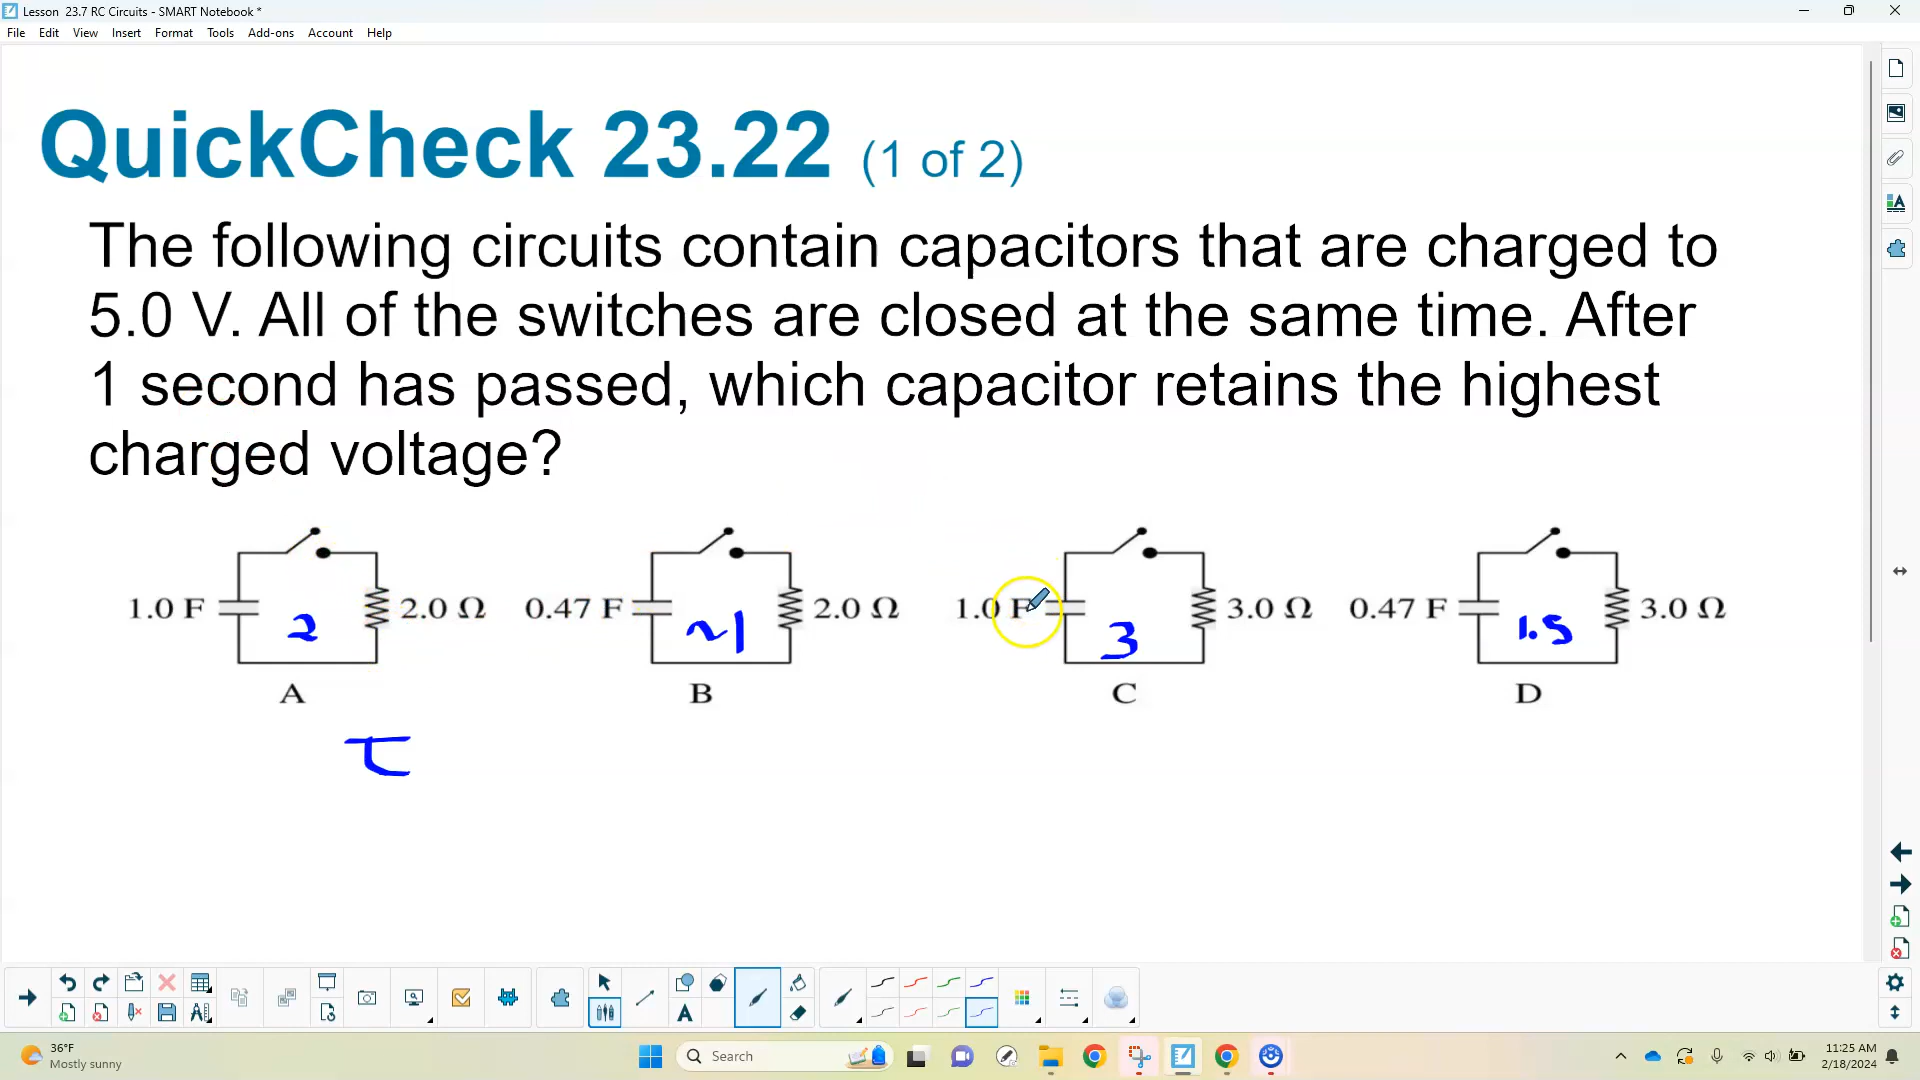 Lesson 23.7 RC Circuits - SMART Notebook *
File Edit View Insert Format Tools Add-ons Account Help
QuickCheck 23.22 (1 of 2)
The following circuits contain capacitors that are charged to
5.0 V. All of the switches are closed at the same time. After
1 second has passed, which capacitor retains the highest
charged voltage?
1.0 F 2 2.0 Ω 0.47 F ~1 2.0 Ω 1.0 F 3 3.0 Ω 0.47 F 1.5 3.0 Ω
A B C D
τ
36°F
Mostly sunny
Search
11:25 AM
2/18/2024